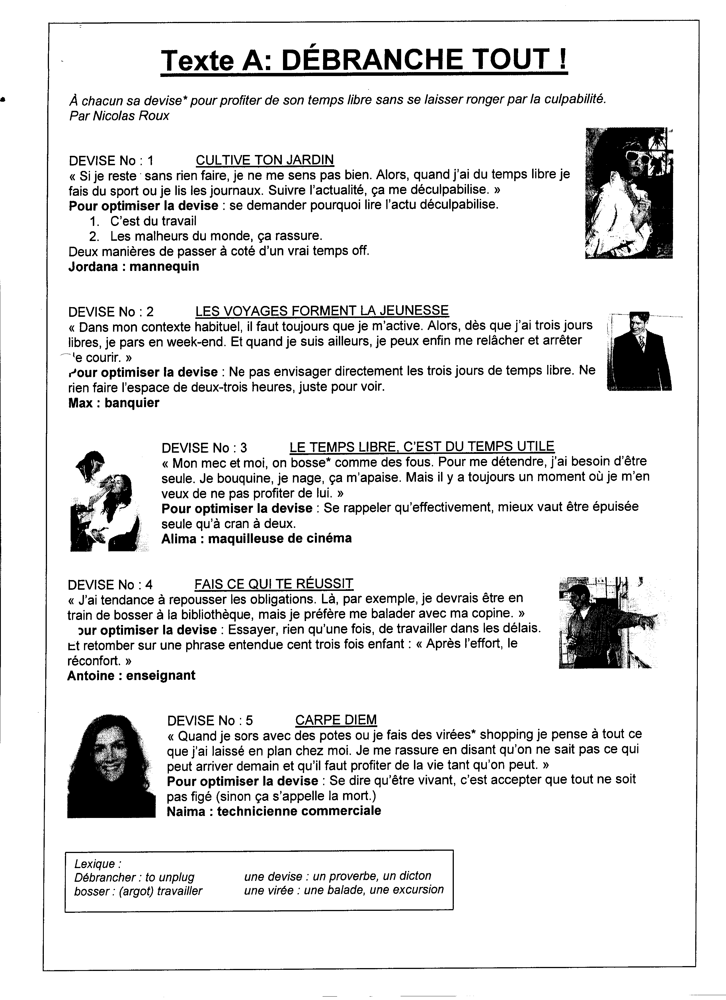 Texte A: DÉBRANCHE TOUT !
À chacun sa devise* pour profiter de son temps libre sans se laisser ronger par la culpabilité.
Par Nicolas Roux
DEVISE No : 1 CULTIVE TON JARDIN
« Si je reste sans rien faire, je ne me sens pas bien. Alors, quand j'ai du temps libre je
fais du sport ou je lis les journaux. Suivre l'actualité, ça me déculpabilise. »
Pour optimiser la devise : se demander pourquoi lire l'actu déculpabilise.
1. C'est du travail
2. Les malheurs du monde, ça rassure.
Deux manières de passer à coté d'un vrai temps off.
Jordana : mannequin
DEVISE No : 2 LES VOYAGES FORMENT LA JEUNESSE
« Dans mon contexte habituel, il faut toujours que je m'active. Alors, dès que j'ai trois jours
libres, je pars en week-end. Et quand je suis ailleurs, je peux enfin me relâcher et arrêter
de courir. »
Pour optimiser la devise : Ne pas envisager directement les trois jours de temps libre. Ne
rien faire l'espace de deux-trois heures, juste pour voir.
Max : banquier
DEVISE No : 3 LE TEMPS LIBRE, C'EST DU TEMPS UTILE
« Mon mec et moi, on bosse* comme des fous. Pour me détendre, j'ai besoin d'être
seule. Je bouquine, je nage, ça m'apaise. Mais il y a toujours un moment où je m'en
veux de ne pas profiter de lui. »
Pour optimiser la devise : Se rappeler qu'effectivement, mieux vaut être épuisée
seule qu'à cran à deux.
Alima : maquilleuse de cinéma
DEVISE No : 4 FAIS CE QUI TE RÉUSSIT
« J'ai tendance à repousser les obligations. Là, par exemple, je devrais être en
train de bosser à la bibliothèque, mais je préfère me balader avec ma copine. »
Pour optimiser la devise : Essayer, rien qu'une fois, de travailler dans les délais.
Et retomber sur une phrase entendue cent trois fois enfant : « Après l'effort, le
réconfort. »
Antoine : enseignant
DEVISE No : 5 CARPE DIEM
« Quand je sors avec des potes ou je fais des virées* shopping je pense à tout ce
que j'ai laissé en plan chez moi. Je me rassure en disant qu'on ne sait pas ce qui
peut arriver demain et qu'il faut profiter de la vie tant qu'on peut. »
Pour optimiser la devise : Se dire qu'être vivant, c'est accepter que tout ne soit
pas figé (sinon ça s'appelle la mort.)
Naima : technicienne commerciale
Lexique :
Débrancher : to unplug une devise : un proverbe, un dicton
bosser : (argot) travailler une virée : une balade, une excursion